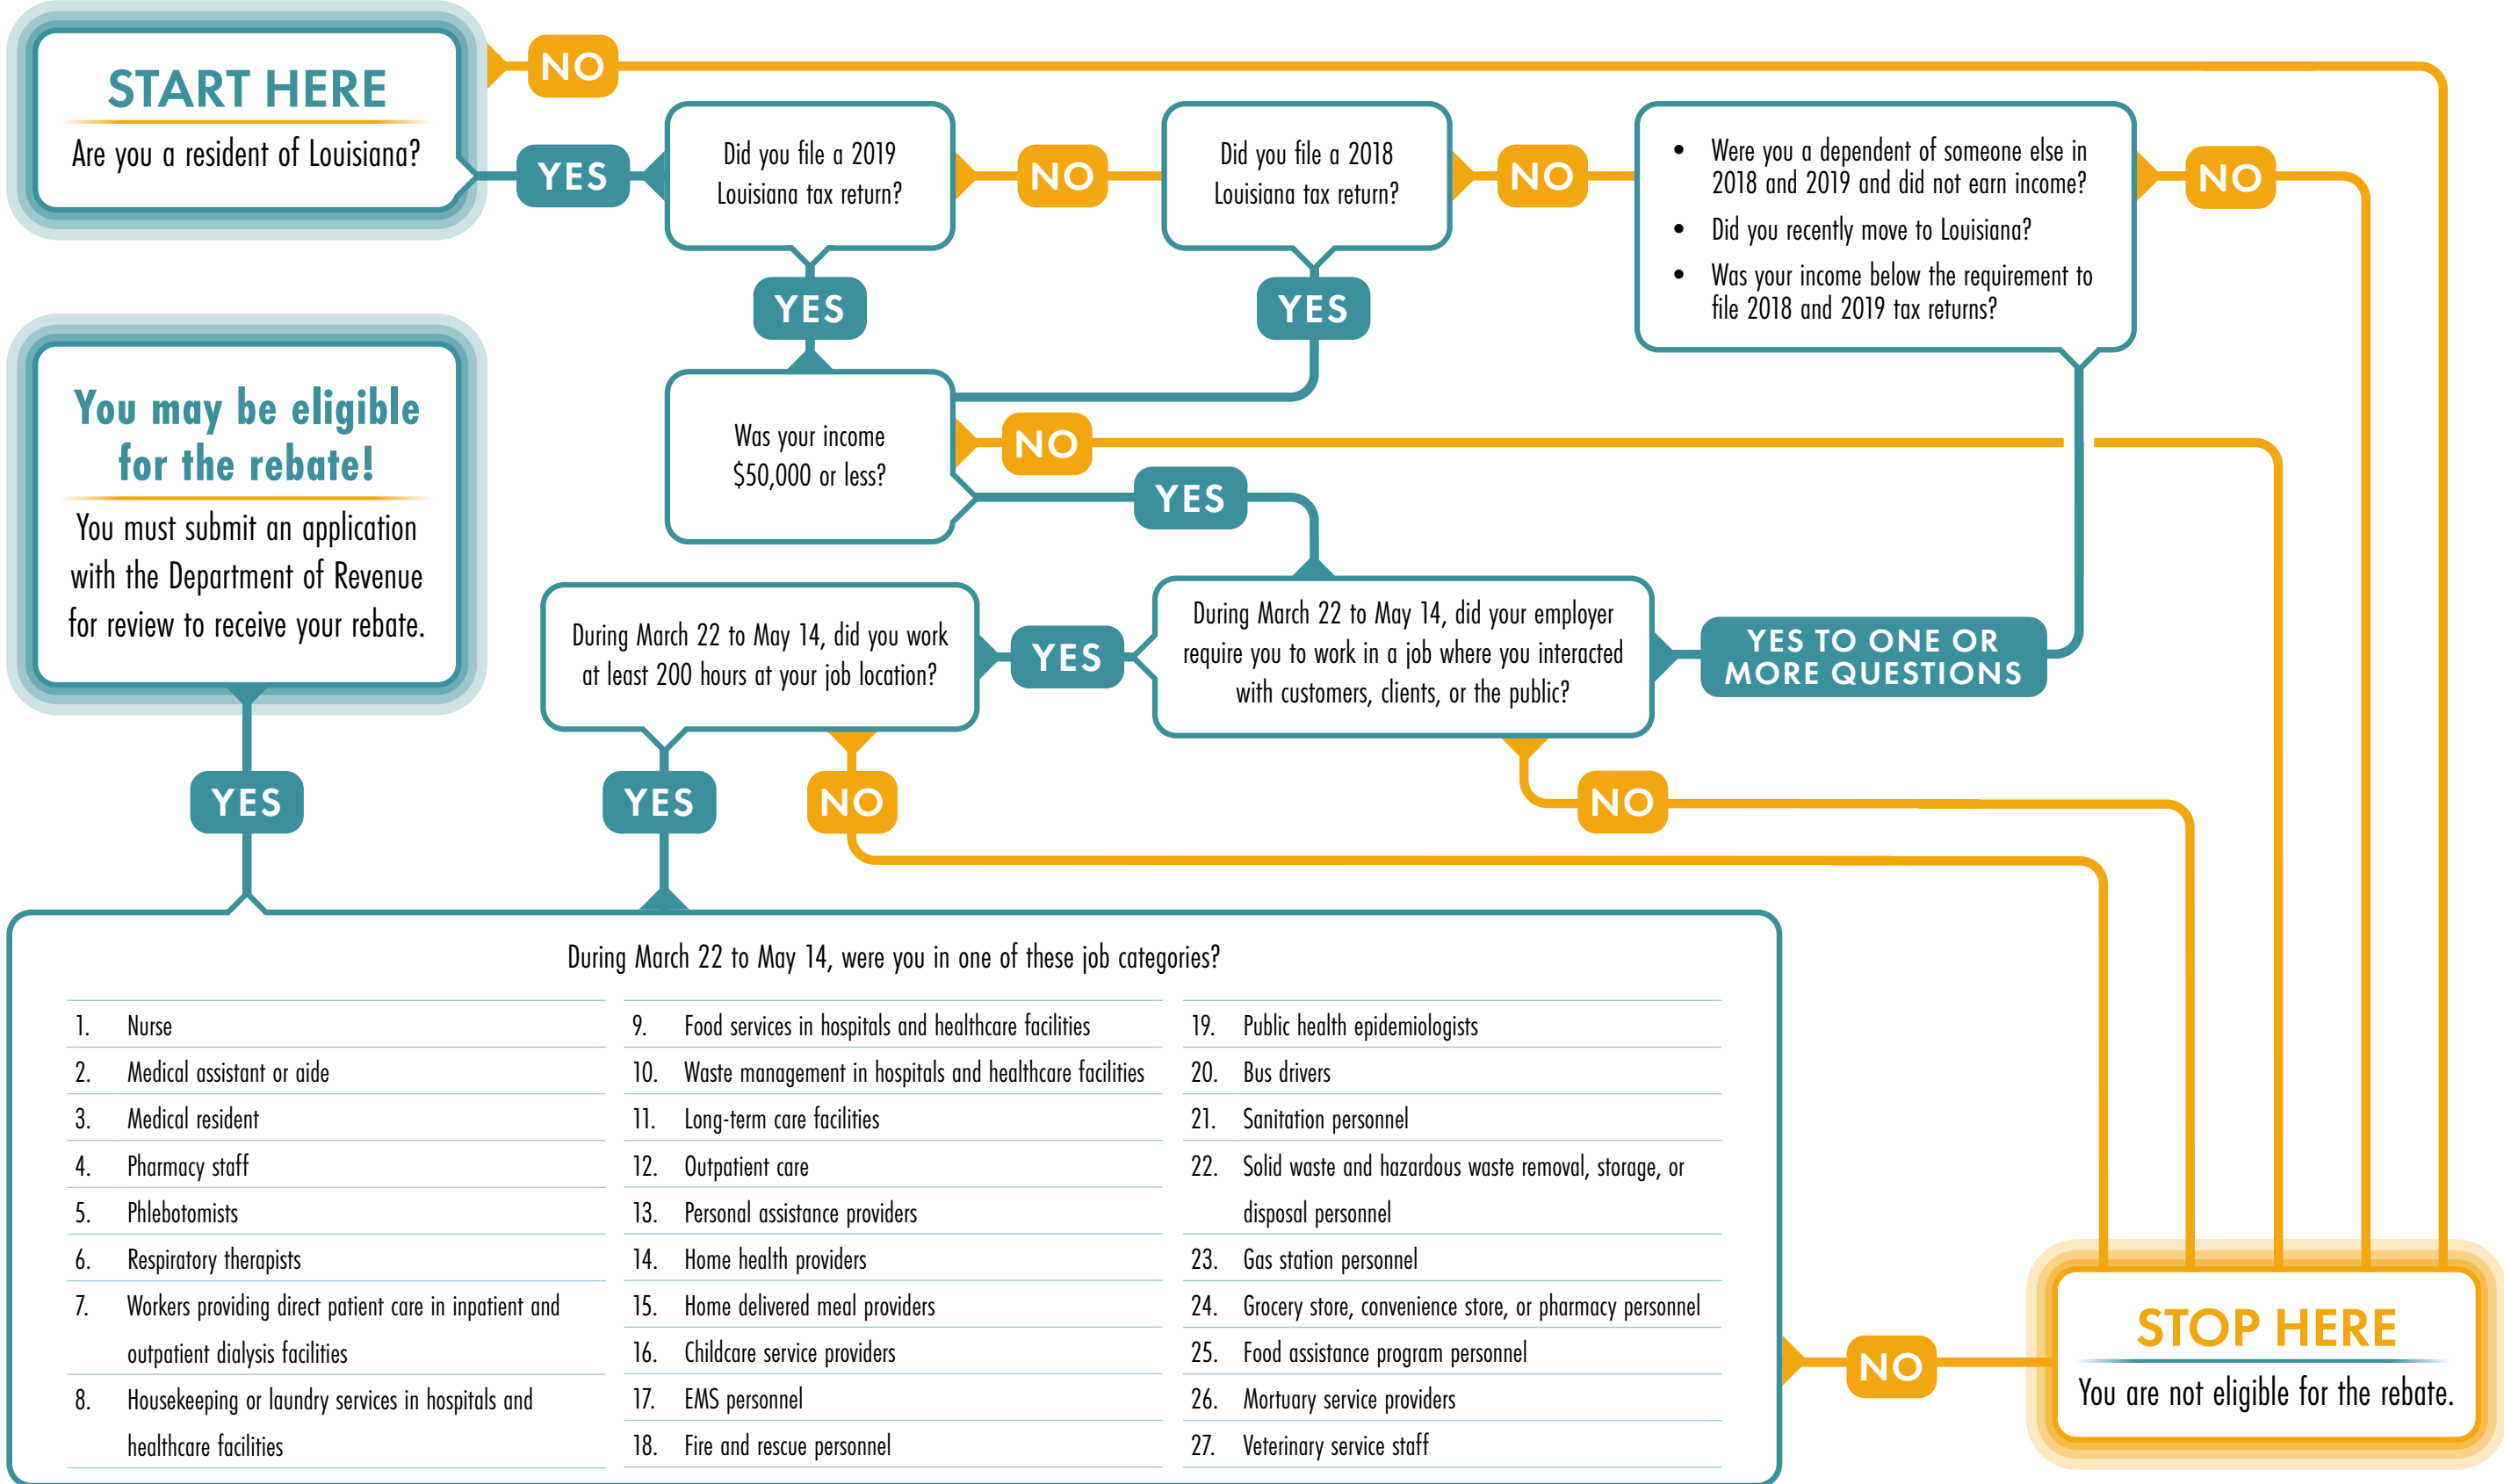 START HERE
Are you a resident of Louisiana?
NO
YES
Did you file a 2019
Louisiana tax return?
NO
Did you file a 2018
Louisiana tax return?
NO
• Were you a dependent of someone else in
2018 and 2019 and did not earn income?
• Did you recently move to Louisiana?
• Was your income below the requirement to
file 2018 and 2019 tax returns?
NO
YES
YES
You may be eligible
for the rebate!
You must submit an application
with the Department of Revenue
for review to receive your rebate.
Was your income
$50,000 or less?
NO
YES
During March 22 to May 14, did you work
at least 200 hours at your job location?
YES
During March 22 to May 14, did your employer
require you to work in a job where you interacted
with customers, clients, or the public?
YES TO ONE OR
MORE QUESTIONS
YES
YES
NO
NO
During March 22 to May 14, were you in one of these job categories?
1. Nurse
2. Medical assistant or aide
3. Medical resident
4. Pharmacy staff
5. Phlebotomists
6. Respiratory therapists
7. Workers providing direct patient care in inpatient and
outpatient dialysis facilities
8. Housekeeping or laundry services in hospitals and
healthcare facilities
9. Food services in hospitals and healthcare facilities
10. Waste management in hospitals and healthcare facilities
11. Long-term care facilities
12. Outpatient care
13. Personal assistance providers
14. Home health providers
15. Home delivered meal providers
16. Childcare service providers
17. EMS personnel
18. Fire and rescue personnel
19. Public health epidemiologists
20. Bus drivers
21. Sanitation personnel
22. Solid waste and hazardous waste removal, storage, or
disposal personnel
23. Gas station personnel
24. Grocery store, convenience store, or pharmacy personnel
25. Food assistance program personnel
26. Mortuary service providers
27. Veterinary service staff
NO
STOP HERE
You are not eligible for the rebate.